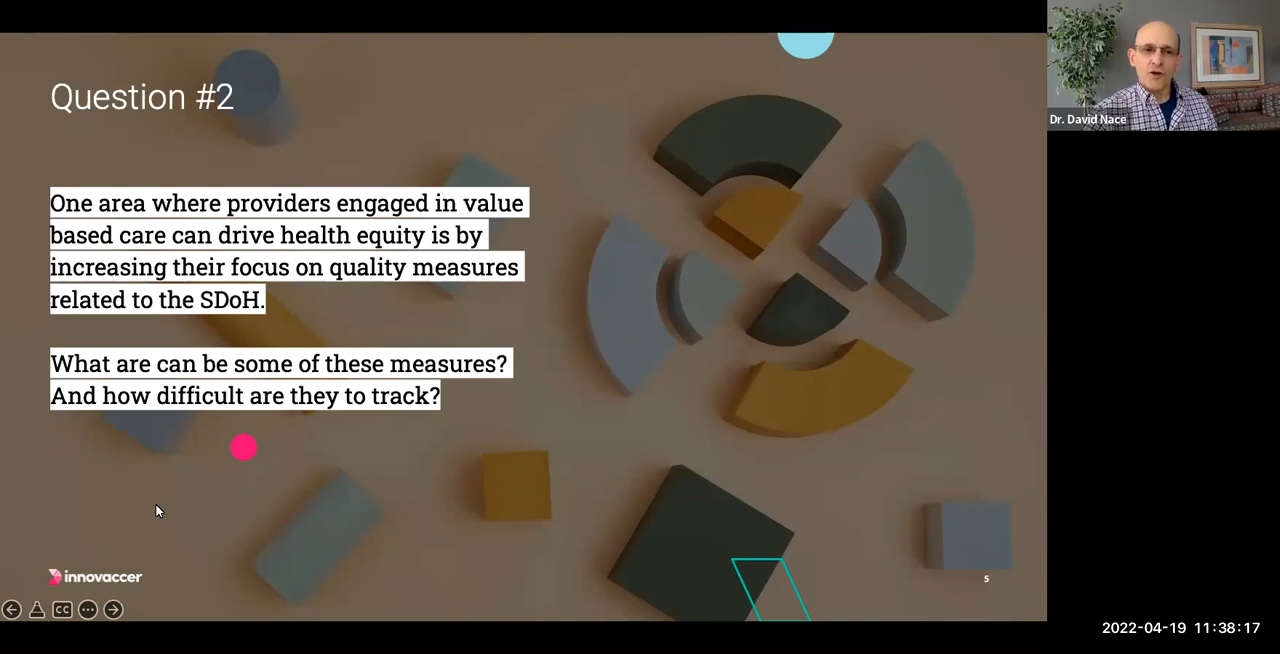 Question #2
One area where providers engaged in value
based care can drive health equity is by
increasing their focus on quality measures
related to the SDoH.
What are can be some of these measures?
And how difficult are they to track?
innovaccer
5
CC
Dr. David Nace
2022-04-19 11:38:17